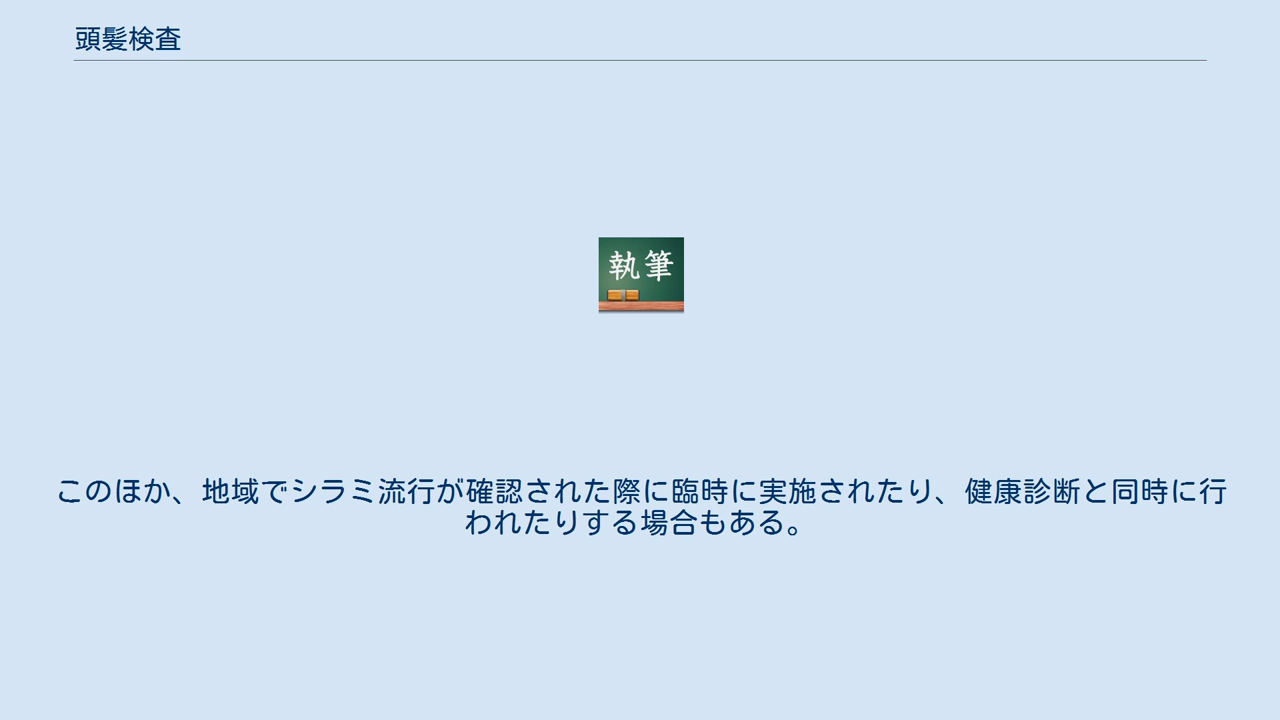 頭髪検査
執筆
このほか、地域でシラミ流行が確認された際に臨時に実施されたり、健康診断と同時に行
われたりする場合もある。